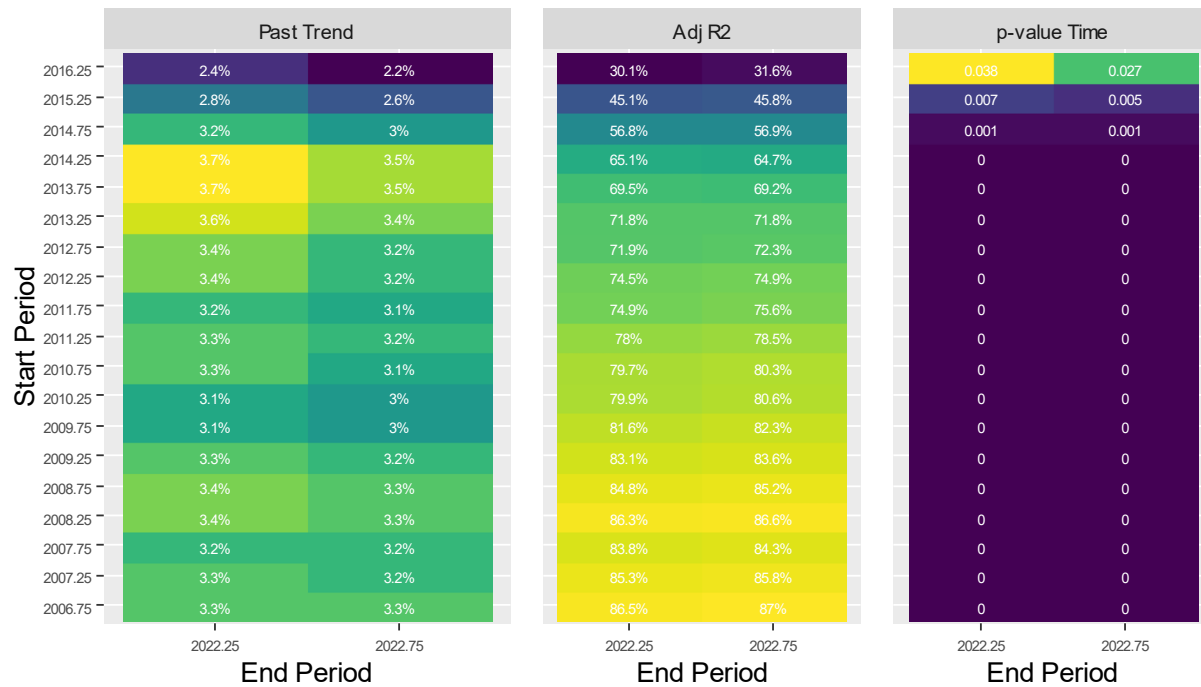 Past Trend Adj R2 p-value Time
2016.25 2.4% 2.2% 30.1% 31.6% 0.038 0.027
2015.25 2.8% 2.6% 45.1% 45.8% 0.007 0.005
2014.75 3.2% 3% 56.8% 56.9% 0.001 0.001
2014.25 3.7% 3.5% 65.1% 64.7% 0 0
2013.75 3.7% 3.5% 69.5% 69.2% 0 0
2013.25 3.6% 3.4% 71.8% 71.8% 0 0
2012.75 3.4% 3.2% 71.9% 72.3% 0 0
2012.25 3.4% 3.2% 74.5% 74.9% 0 0
2011.75 3.2% 3.1% 74.9% 75.6% 0 0
2011.25 3.3% 3.2% 78% 78.5% 0 0
2010.75 3.3% 3.1% 79.7% 80.3% 0 0
2010.25 3.1% 3% 79.9% 80.6% 0 0
2009.75 3.1% 3% 81.6% 82.3% 0 0
2009.25 3.3% 3.2% 83.1% 83.6% 0 0
2008.75 3.4% 3.3% 84.8% 85.2% 0 0
2008.25 3.4% 3.3% 86.3% 86.6% 0 0
2007.75 3.2% 3.2% 83.8% 84.3% 0 0
2007.25 3.3% 3.2% 85.3% 85.8% 0 0
2006.75 3.3% 3.3% 86.5% 87% 0 0
Start Period
2022.25 2022.75 2022.25 2022.75 2022.25 2022.75
End Period End Period End Period